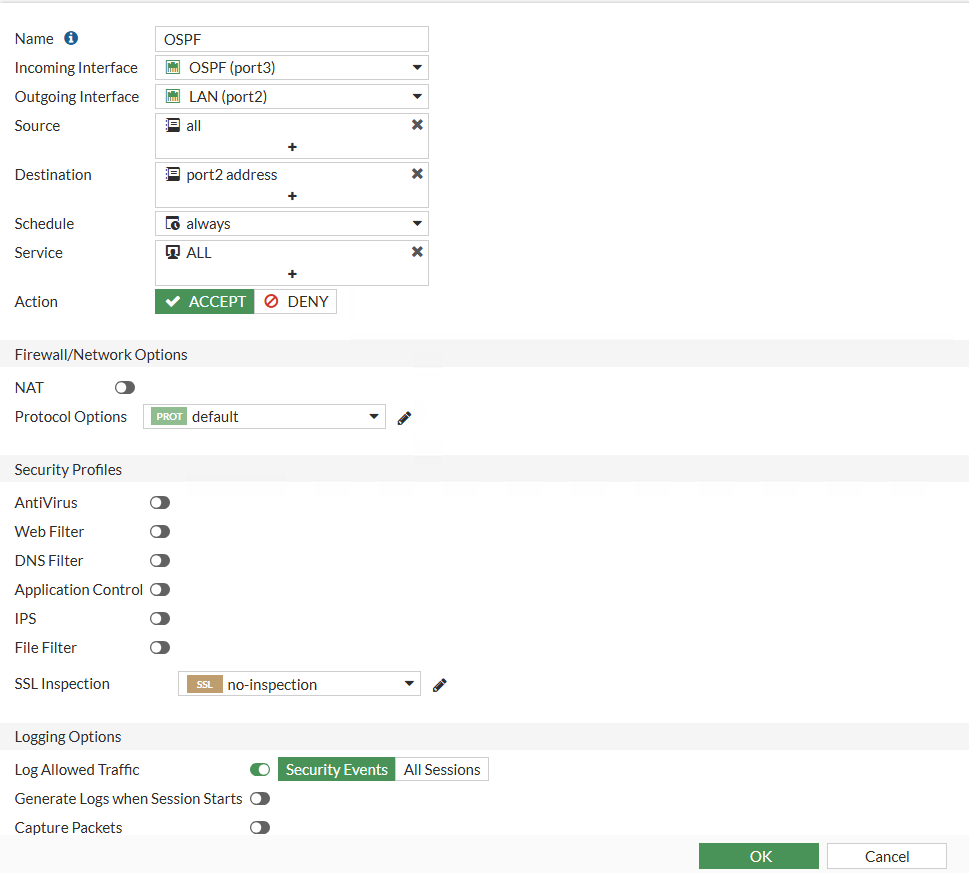 Name OSPF
Incoming Interface OSPF (port3)
Outgoing Interface LAN (port2)
Source all
+
Destination port2 address
+
Schedule always
Service ALL
+
Action ACCEPT DENY
Firewall/Network Options
NAT
Protocol Options PROT default
Security Profiles
AntiVirus
Web Filter
DNS Filter
Application Control
IPS
File Filter
SSL Inspection SSL no-inspection
Logging Options
Log Allowed Traffic Security Events All Sessions
Generate Logs when Session Starts
Capture Packets
OK Cancel